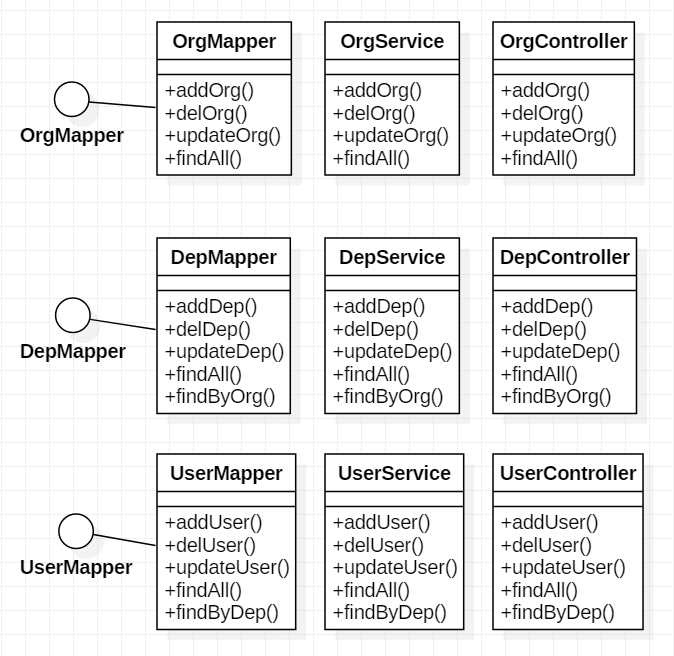 OrgMapper
OrgService
OrgController
+addOrg()
+delOrg()
+updateOrg()
+findAll()
+addOrg()
+delOrg()
+updateOrg()
+findAll()
+addOrg()
+delOrg()
+updateOrg()
+findAll()
OrgMapper
DepMapper
DepService
DepController
+addDep()
+delDep()
+updateDep()
+findAll()
+findByOrg()
+addDep()
+delDep()
+updateDep()
+findAll()
+findByOrg()
+addDep()
+delDep()
+updateDep()
+findAll()
+findByOrg()
DepMapper
UserMapper
UserService
UserController
+addUser()
+delUser()
+updateUser()
+findAll()
+findByDep()
+addUser()
+delUser()
+updateUser()
+findAll()
+findByDep()
+addUser()
+delUser()
+updateUser()
+findAll()
+findByDep()
UserMapper